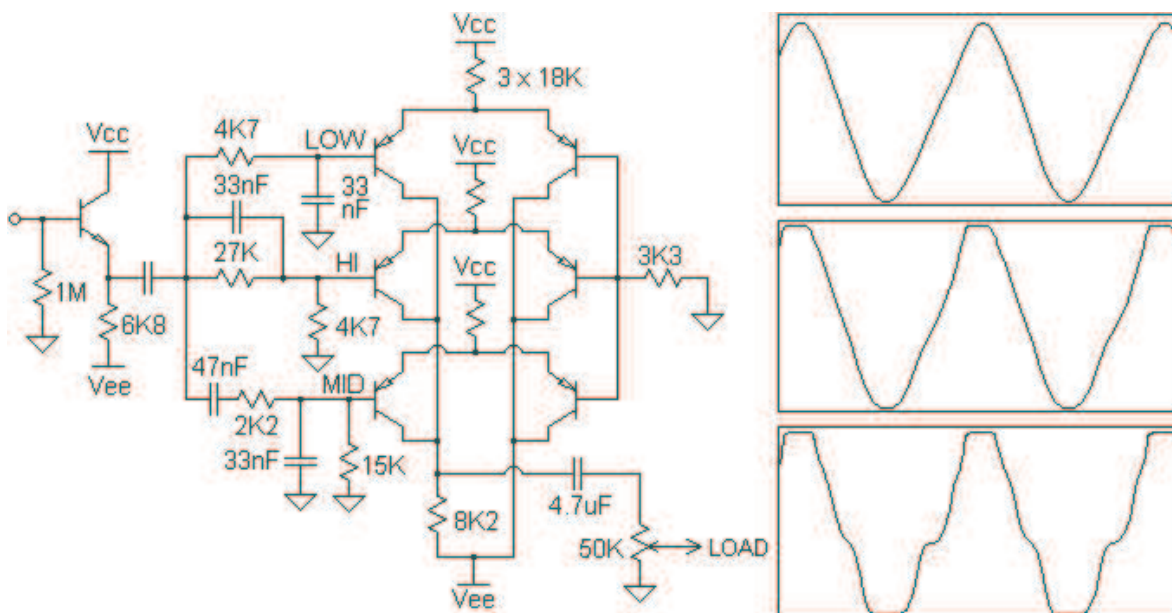 Vcc
3 x 18K
Vcc
4K7
LOW
Vcc
33nF
33
nF
27K
HI
3K3
1M
6K8
4K7
Vcc
Vee
47nF
MID
2K2
33nF
15K
4.7uF
8K2
50K
LOAD
Vee